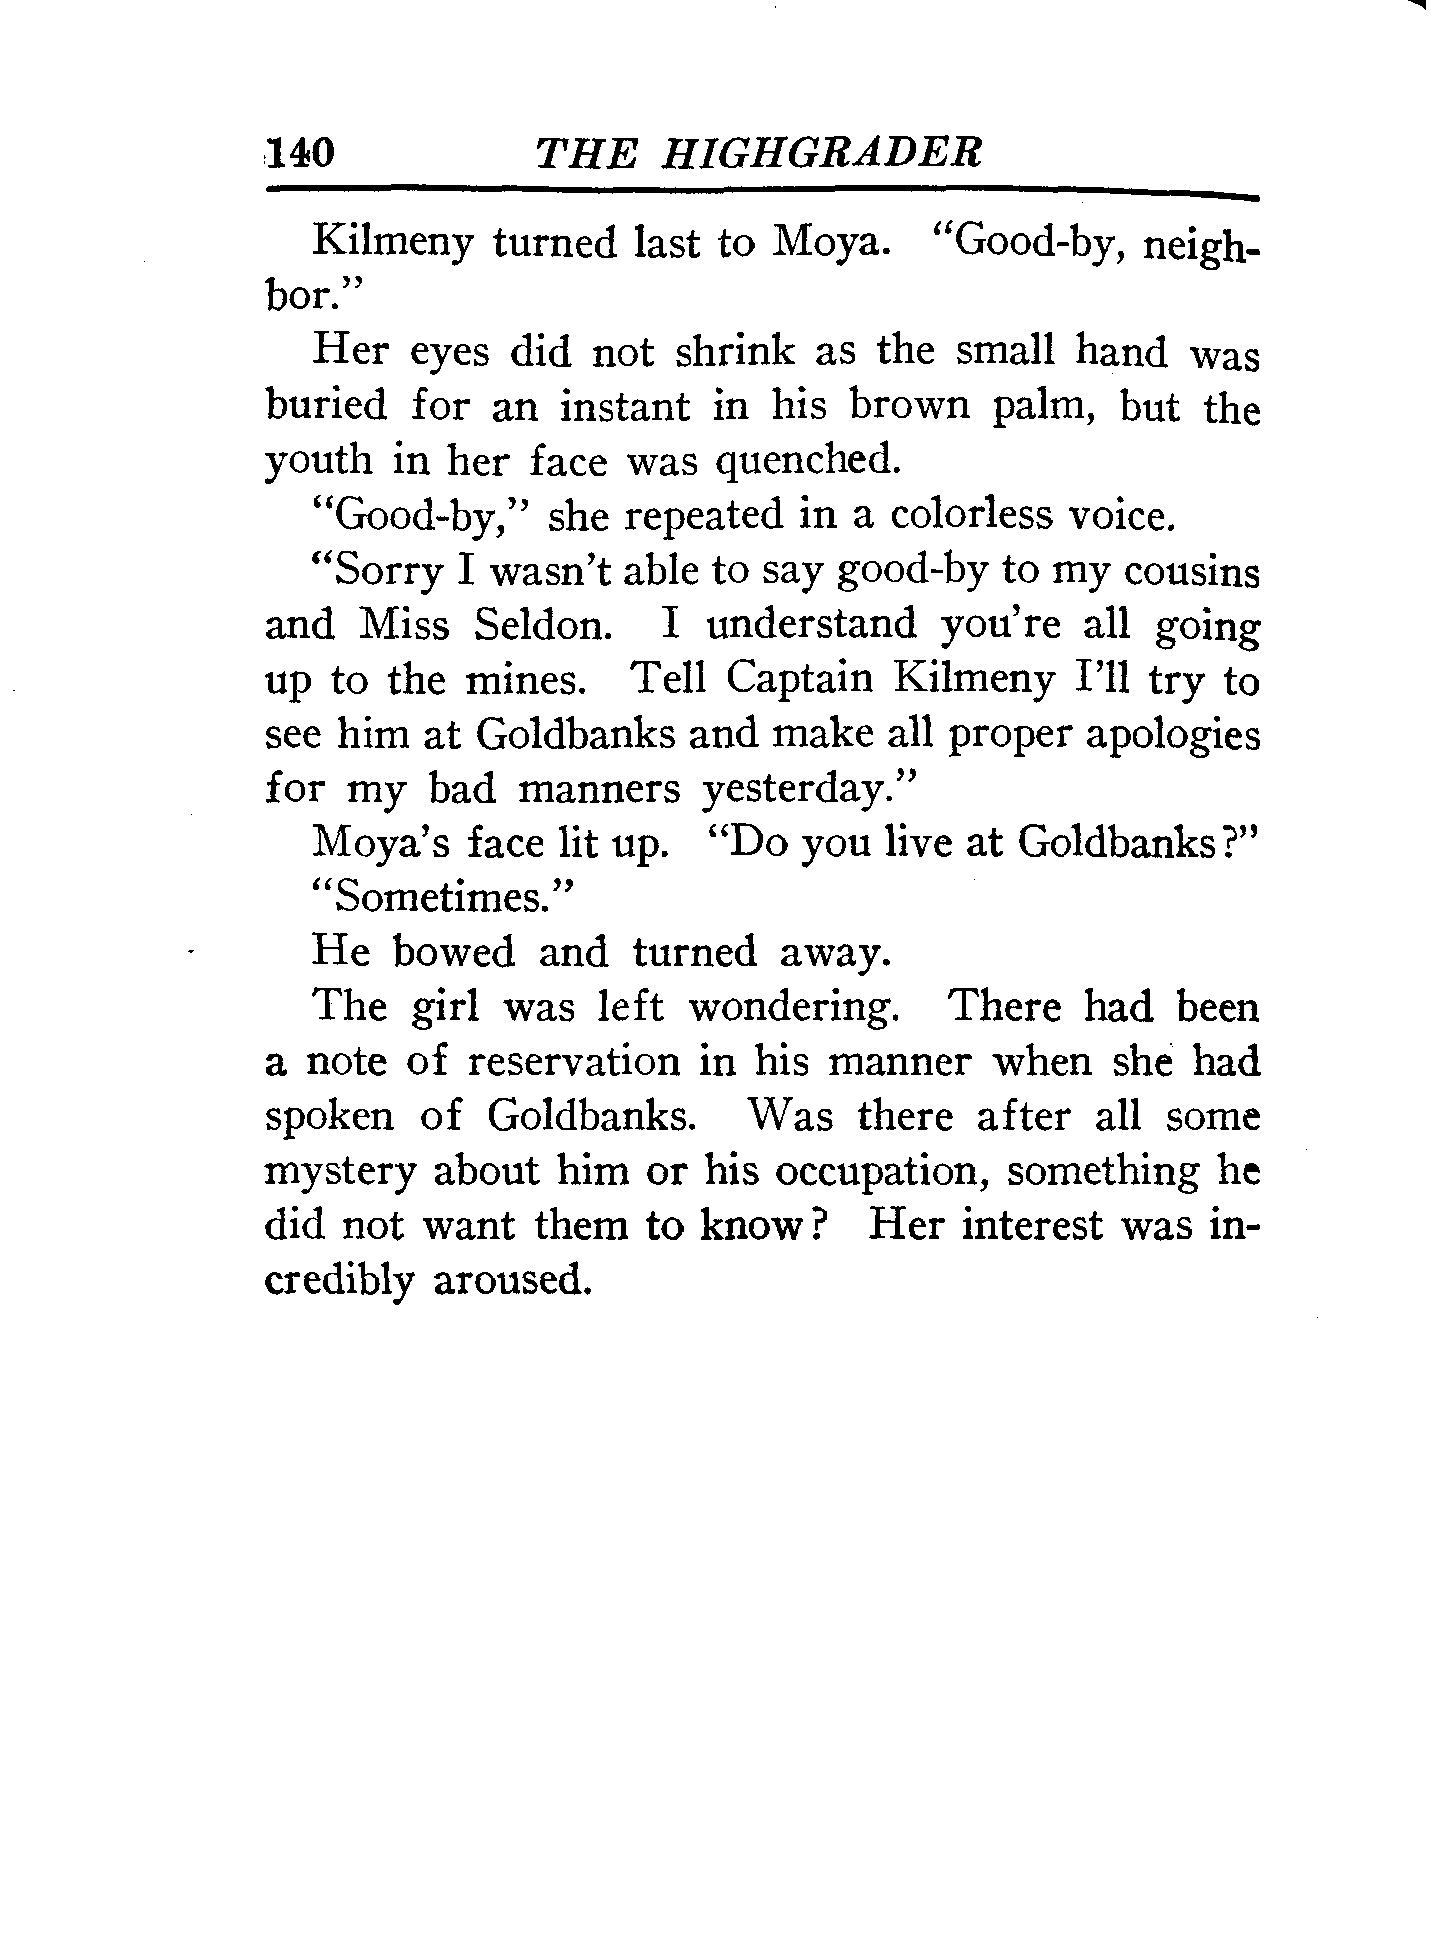 140 THE HIGHGRADER
Kilmeny turned last to Moya. “Good-by, neigh-
bor.”
Her eyes did not shrink as the small hand was
buried for an instant in his brown palm, but the
youth in her face was quenched.
“Good-by,” she repeated in a colorless voice.
“Sorry I wasn’t able to say good-by to my cousins
and Miss Seldon. I understand you’re all going
up to the mines. Tell Captain Kilmeny I’ll try to
see him at Goldbanks and make all proper apologies
for my bad manners yesterday.”
Moya’s face lit up. “Do you live at Goldbanks?”
“Sometimes.”
He bowed and turned away.
The girl was left wondering. There had been
a note of reservation in his manner when she had
spoken of Goldbanks. Was there after all some
mystery about him or his occupation, something he
did not want them to know? Her interest was in-
credibly aroused.